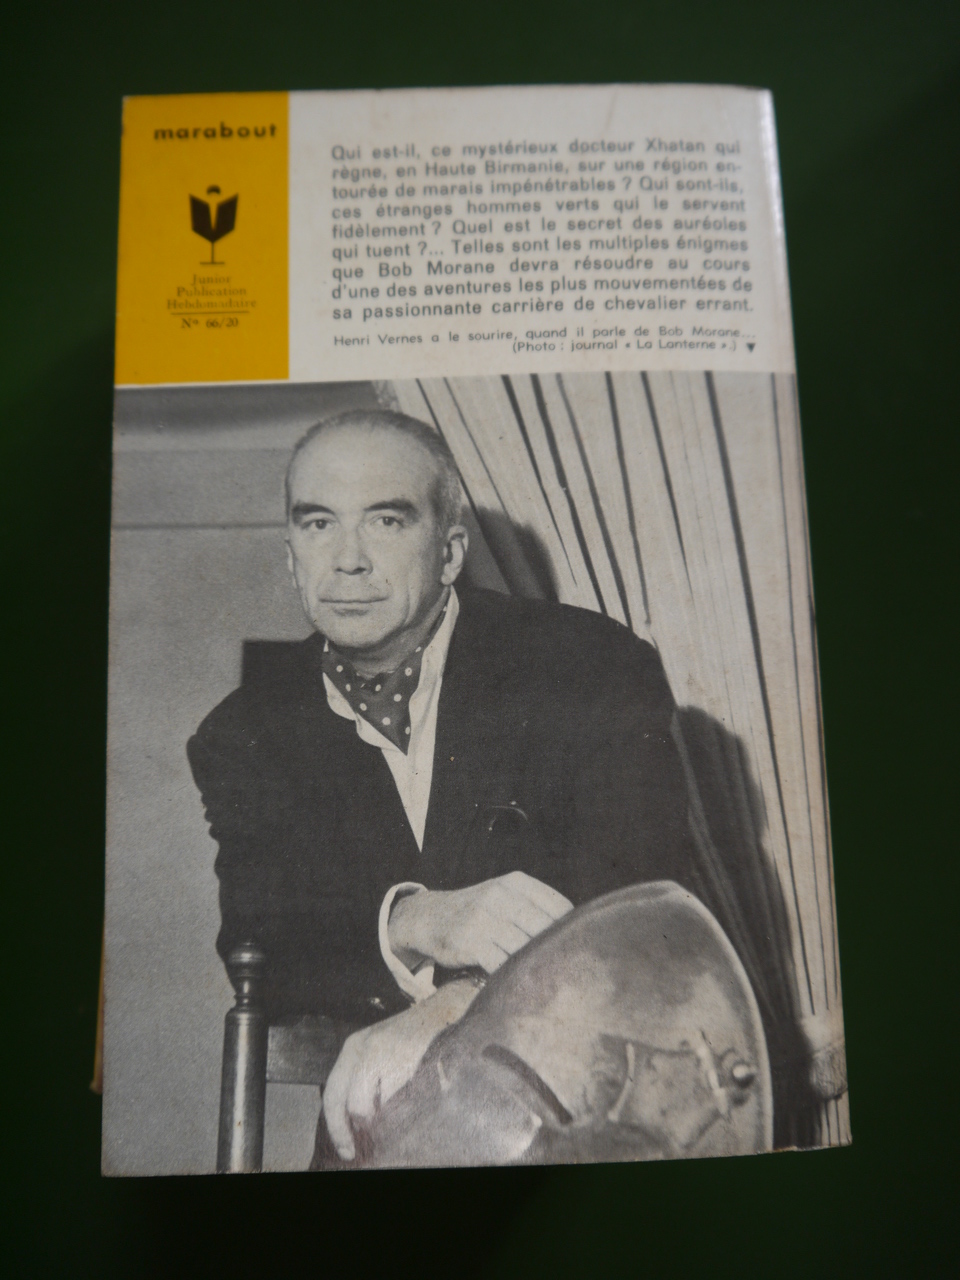 marabout
Junior
Publication
Hebdomadaire
Nº 66/20
Qui est-il, ce mystérieux docteur Xhatan qui
règne, en Haute Birmanie, sur une région en-
tourée de marais impénétrables ? Qui sont-ils,
ces étranges hommes verts qui le servent
fidèlement ? Quel est le secret des auréoles
qui tuent ?... Telles sont les multiples énigmes
que Bob Morane devra résoudre au cours
d'une des aventures les plus mouvementées de
sa passionnante carrière de chevalier errant.
Henri Vernes a le sourire, quand il parle de Bob Morane...
(Photo : journal « La Lanterne ».) ▼